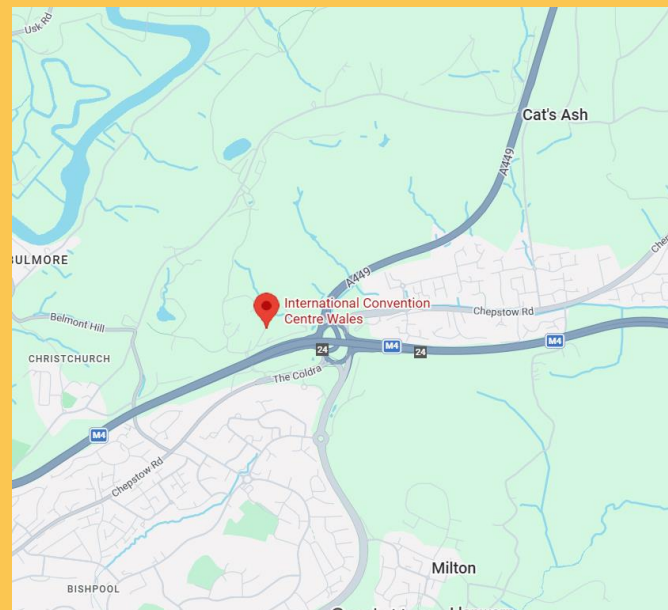 Usk Rd
Cat's Ash
A449
A449
Chepstow Rd
International Convention
Centre Wales
Belmont Hill
CHRISTCHURCH
24
M4
24
M4
The Coldra
M4
Chepstow Rd
Milton
BISHPOOL